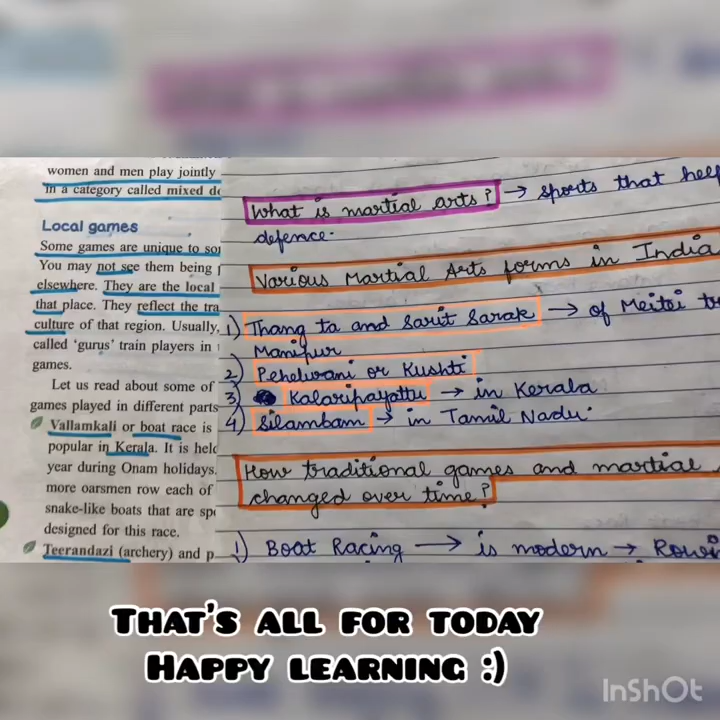 women and men play jointly
in a category called mixed
Local games
Some games are unique to
You may not see them being
elsewhere. They are the local
that place. They reflect the
culture of that region. Usually,
called 'gurus' train players in
games.
Let us read about some of
games played in different parts
Vallamkali or boat race is
popular in Kerala. It is
year during Onam holidays.
more oarsmen row each of
snake-like boats that are
designed for this race.
Teerandazi (archery) and
What is martial arts? → sports that
defence.
Various Martial Arts forms in India
1) Thang ta and Sarit Sarak → of Meitei
Manipur
2) Pehelwani or Kushti
3) Kalaripayattu → in Kerala
4) Silambam → in Tamil Nadu.
How traditional games and martial
changed over time?
1) Boat Racing → is modern →
THAT'S ALL FOR TODAY
HAPPY LEARNING :)
InShOt